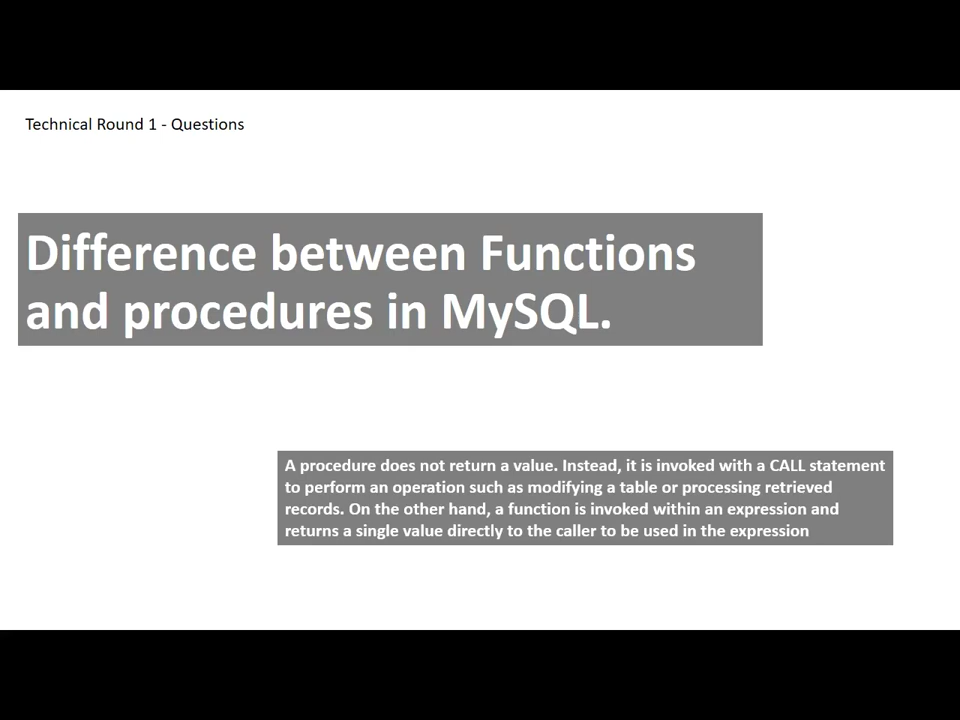 Technical Round 1 - Questions
Difference between Functions
and procedures in MySQL.
A procedure does not return a value. Instead, it is invoked with a CALL statement
to perform an operation such as modifying a table or processing retrieved
records. On the other hand, a function is invoked within an expression and
returns a single value directly to the caller to be used in the expression